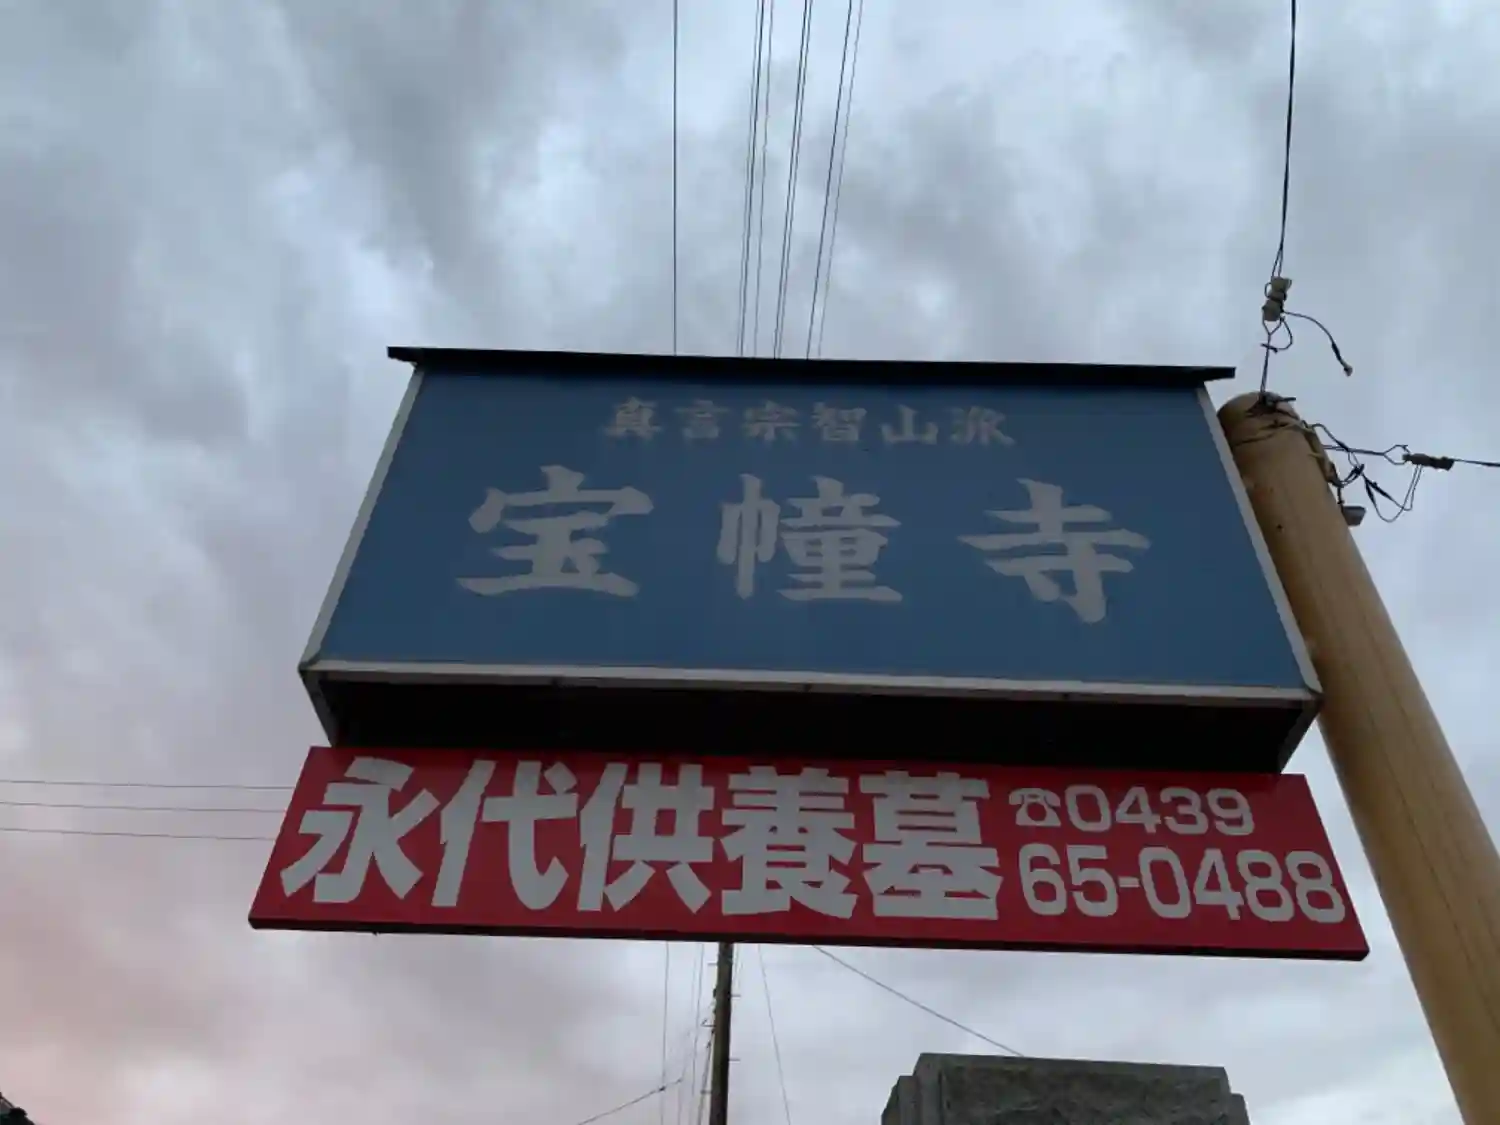 真言宗智山派
宝幢寺
永代供養墓
☎0439
65-0488